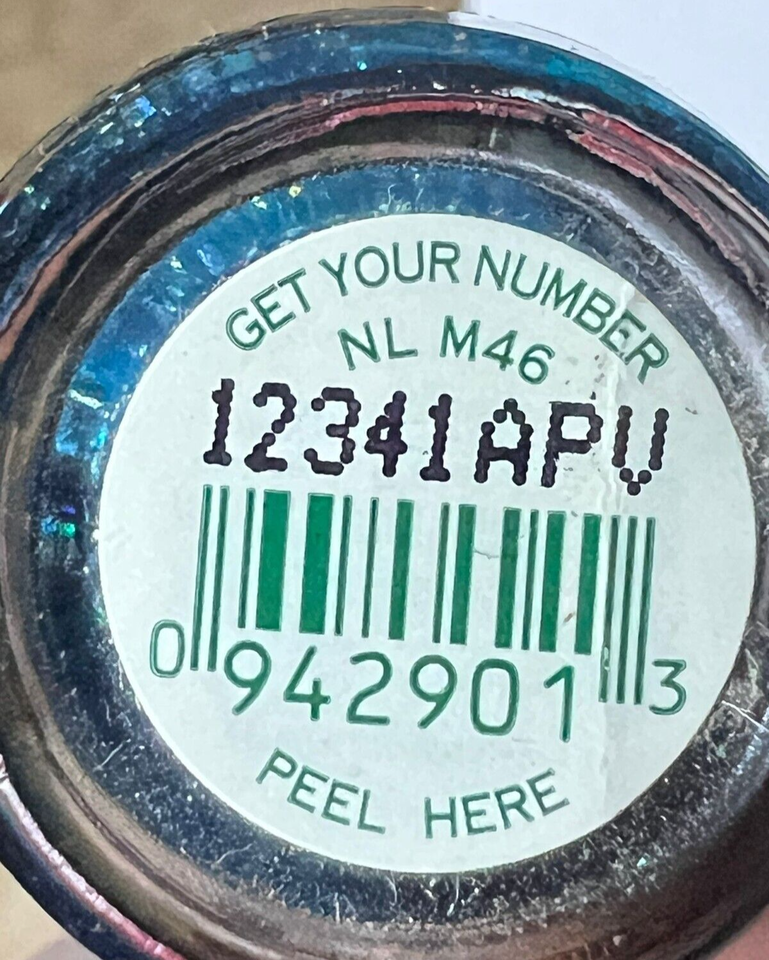 GET YOUR NUMBER
NL M46
12341APV
0 942901 3
PEEL HERE